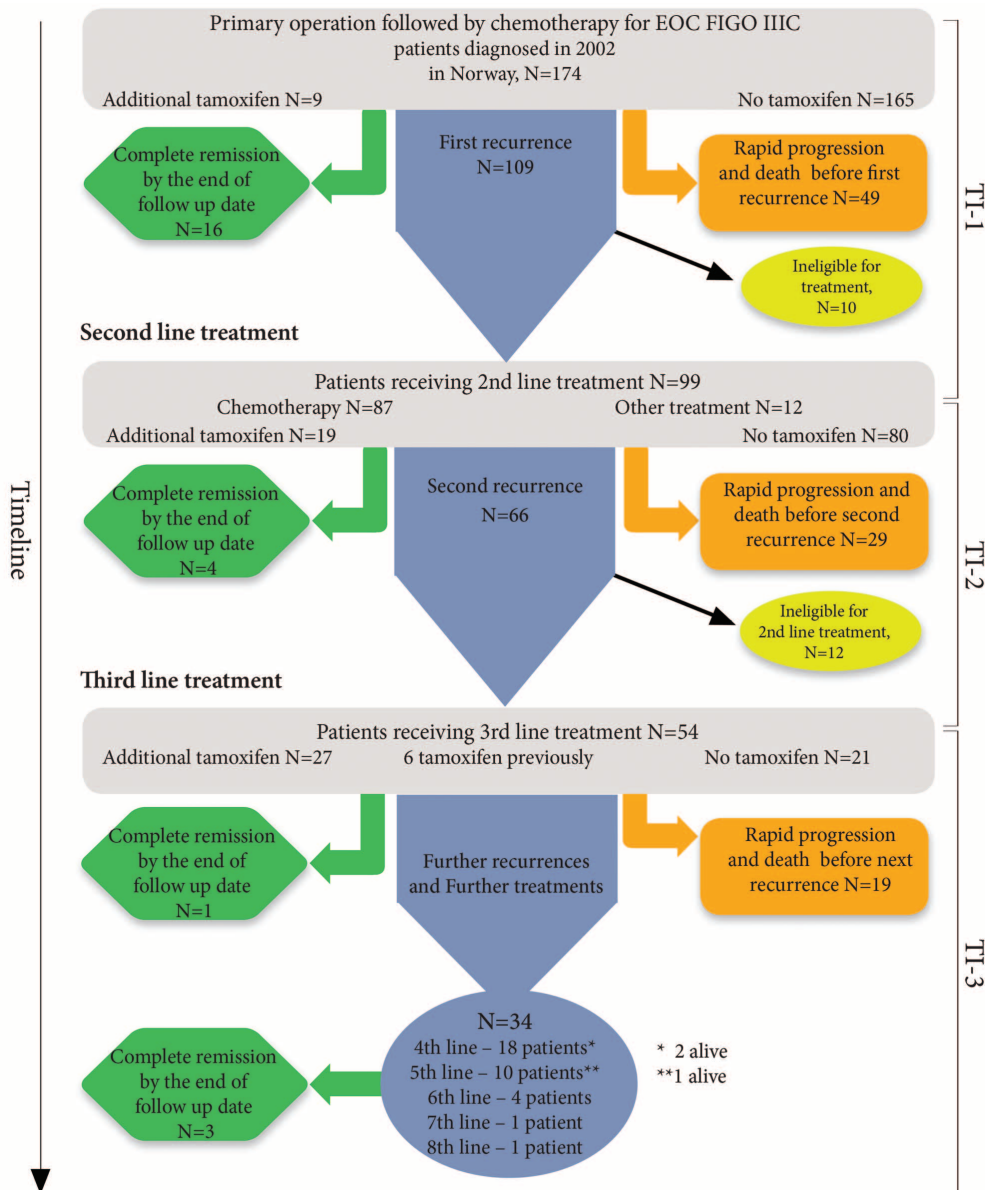 Primary operation followed by chemotherapy for EOC FIGO IIIC
patients diagnosed in 2002
in Norway, N=174
Additional tamoxifen N=9
No tamoxifen N=165
Complete remission
by the end of
follow up date
N=16
First recurrence
N=109
Rapid progression
and death before first
recurrence N=49
TI-1
Ineligible for
treatment,
N=10
Second line treatment
Patients receiving 2nd line treatment N=99
Chemotherapy N=87
Other treatment N=12
Additional tamoxifen N=19
No tamoxifen N=80
Timeline
Complete remission
by the end of
follow up date
N=4
Second recurrence
N=66
Rapid progression and
death before second
recurrence N=29
TI-2
Ineligible for
2nd line treatment,
N=12
Third line treatment
Patients receiving 3rd line treatment N=54
Additional tamoxifen N=27
6 tamoxifen previously
No tamoxifen N=21
Complete remission
by the end of
follow up date
N=1
Further recurrences
and Further treatments
Rapid progression
and death before next
recurrence N=19
TI-3
Complete remission
by the end of
follow up date
N=3
N=34
4th line – 18 patients*
5th line – 10 patients**
6th line – 4 patients
7th line – 1 patient
8th line – 1 patient
* 2 alive
**1 alive